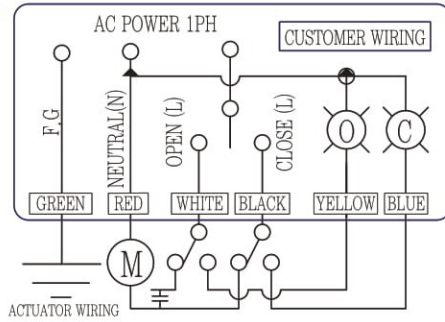 AC POWER 1PH
CUSTOMER WIRING
F.G
NEUTRAL(N)
OPEN (L)
CLOSE (L)
O
C
GREEN
RED
WHITE
BLACK
YELLOW
BLUE
M
ACTUATOR WIRING